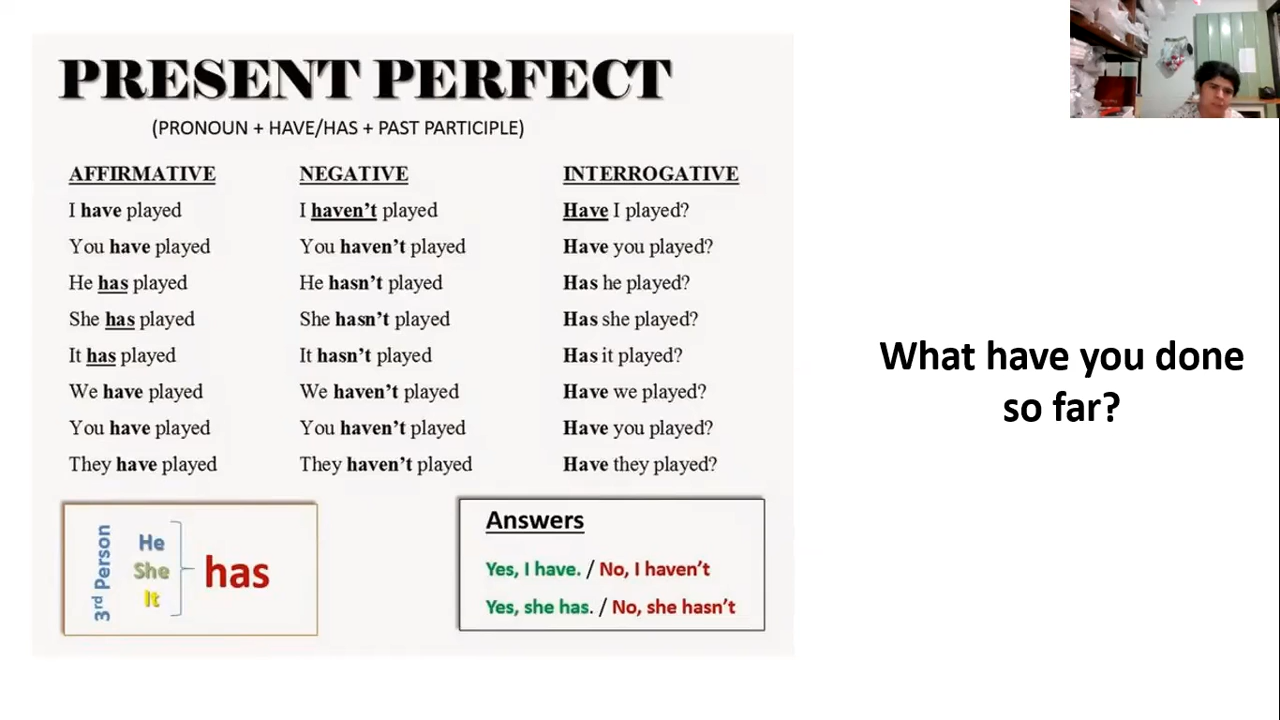 PRESENT PERFECT
(PRONOUN + HAVE/HAS + PAST PARTICIPLE)
AFFIRMATIVE
I have played
You have played
He has played
She has played
It has played
We have played
You have played
They have played
NEGATIVE
I haven't played
You haven't played
He hasn't played
She hasn't played
It hasn't played
We haven't played
You haven't played
They haven't played
INTERROGATIVE
Have I played?
Have you played?
Has he played?
Has she played?
Has it played?
Have we played?
Have you played?
Have they played?
3rd Person
He
She
It
has
Answers
Yes, I have. / No, I haven't
Yes, she has. / No, she hasn't
What have you done
so far?